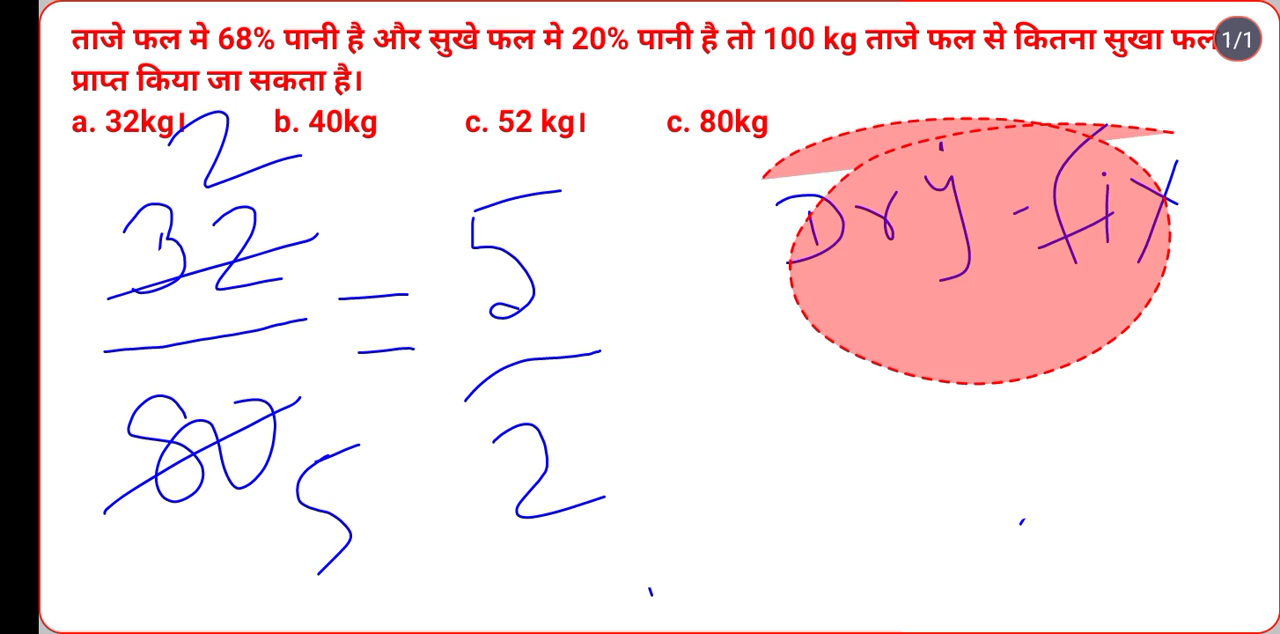 ताजे फल मे 68% पानी है और सुखे फल मे 20% पानी है तो 100 kg ताजे फल से कितना सुखा फल 1/1
प्राप्त किया जा सकता है।
a. 32kg। b. 40kg c. 52 kg। c. 80kg
2
32 = 5
80 2
5
Dry - fix